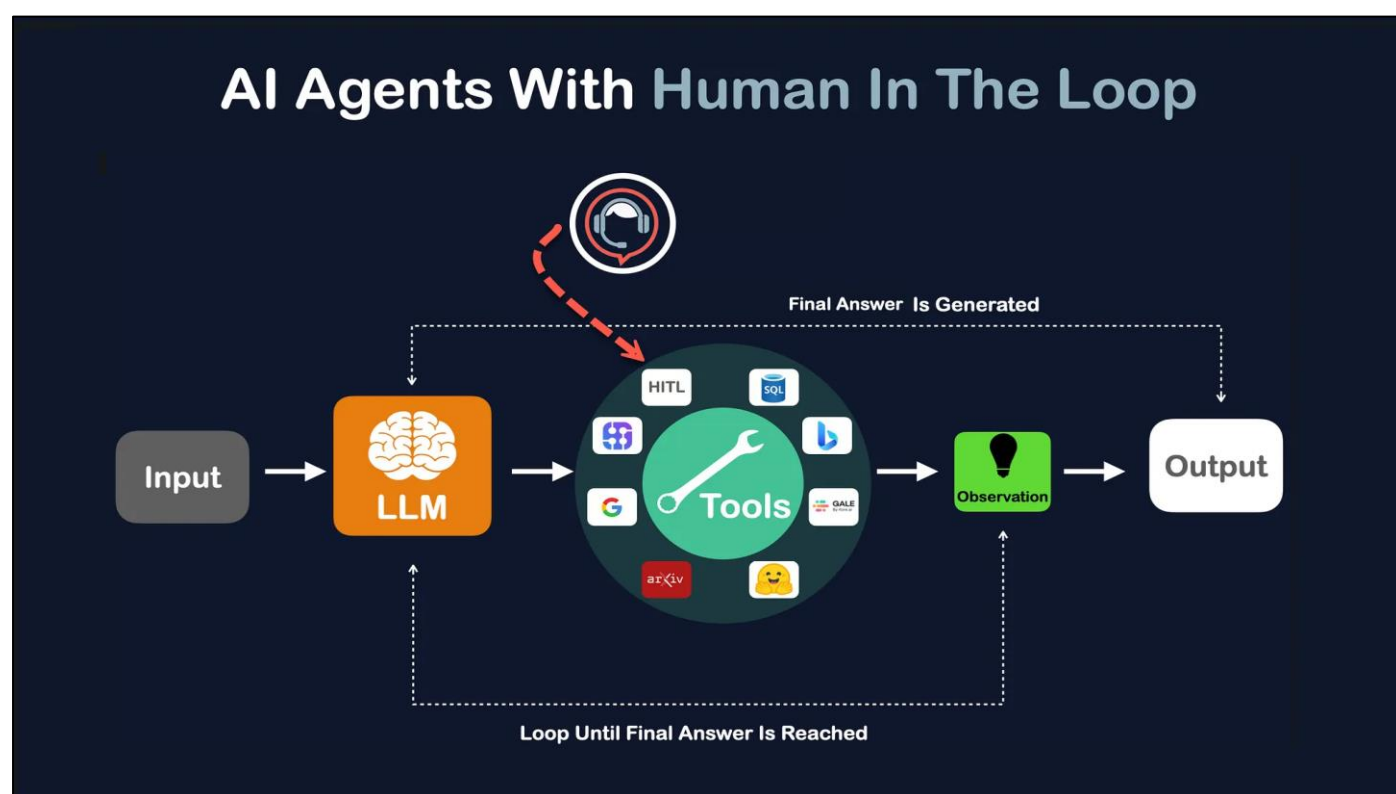 AI Agents With Human In The Loop
Final Answer Is Generated
HITL
SQL
Input
LLM
Tools
GALE
Observation
Output
arXiv
Loop Until Final Answer Is Reached